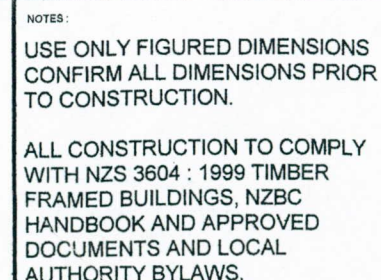 NOTES:
USE ONLY FIGURED DIMENSIONS
CONFIRM ALL DIMENSIONS PRIOR
TO CONSTRUCTION.
ALL CONSTRUCTION TO COMPLY
WITH NZS 3604 : 1999 TIMBER
FRAMED BUILDINGS, NZBC
HANDBOOK AND APPROVED
DOCUMENTS AND LOCAL
AUTHORITY BYLAWS.